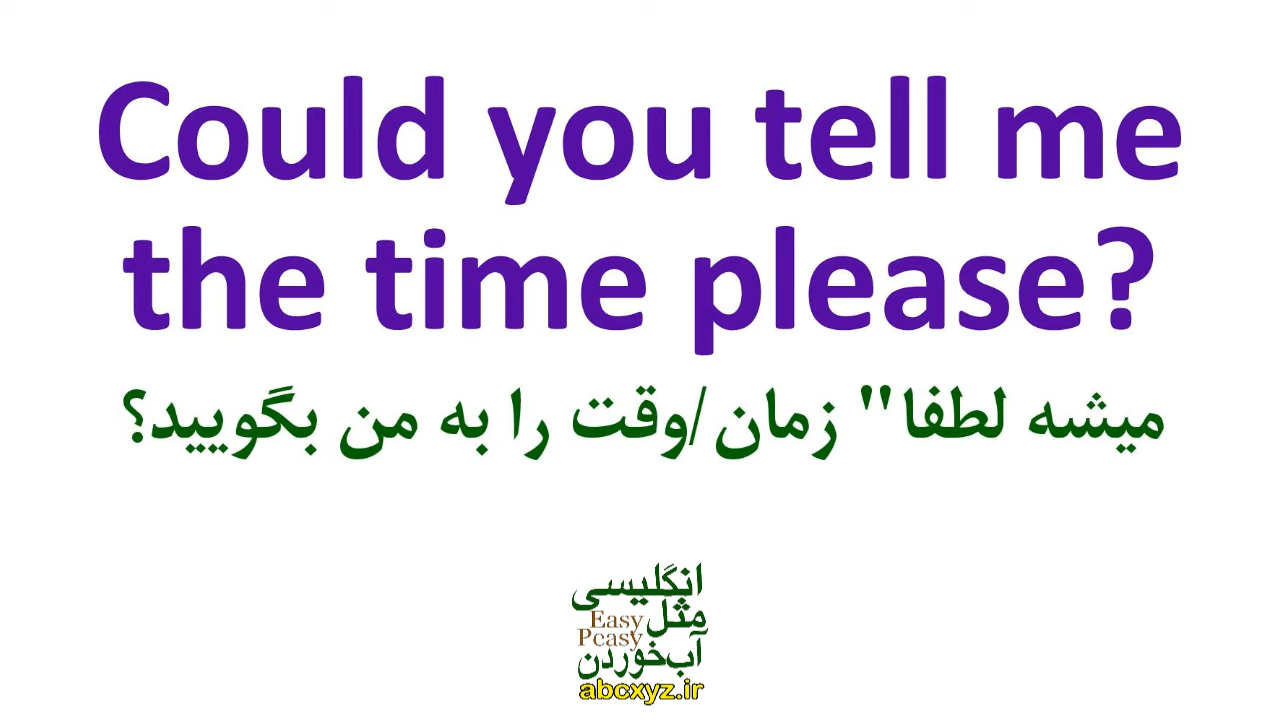 Could you tell me
the time please?
میشه لطفا" زمان/وقت را به من بگویید؟
انگلیسی
مثل
Easy
Peasy
آب‌خوردن
abcxyz.ir